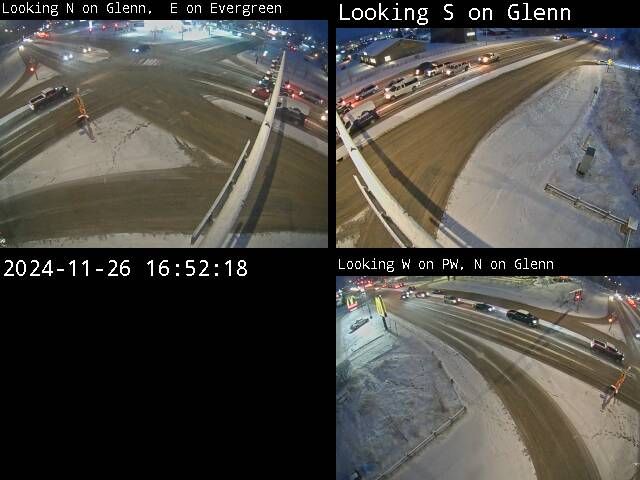 Looking N on Glenn, E on Evergreen
Looking S on Glenn
2024-11-26 16:52:18
Looking W on PW, N on Glenn